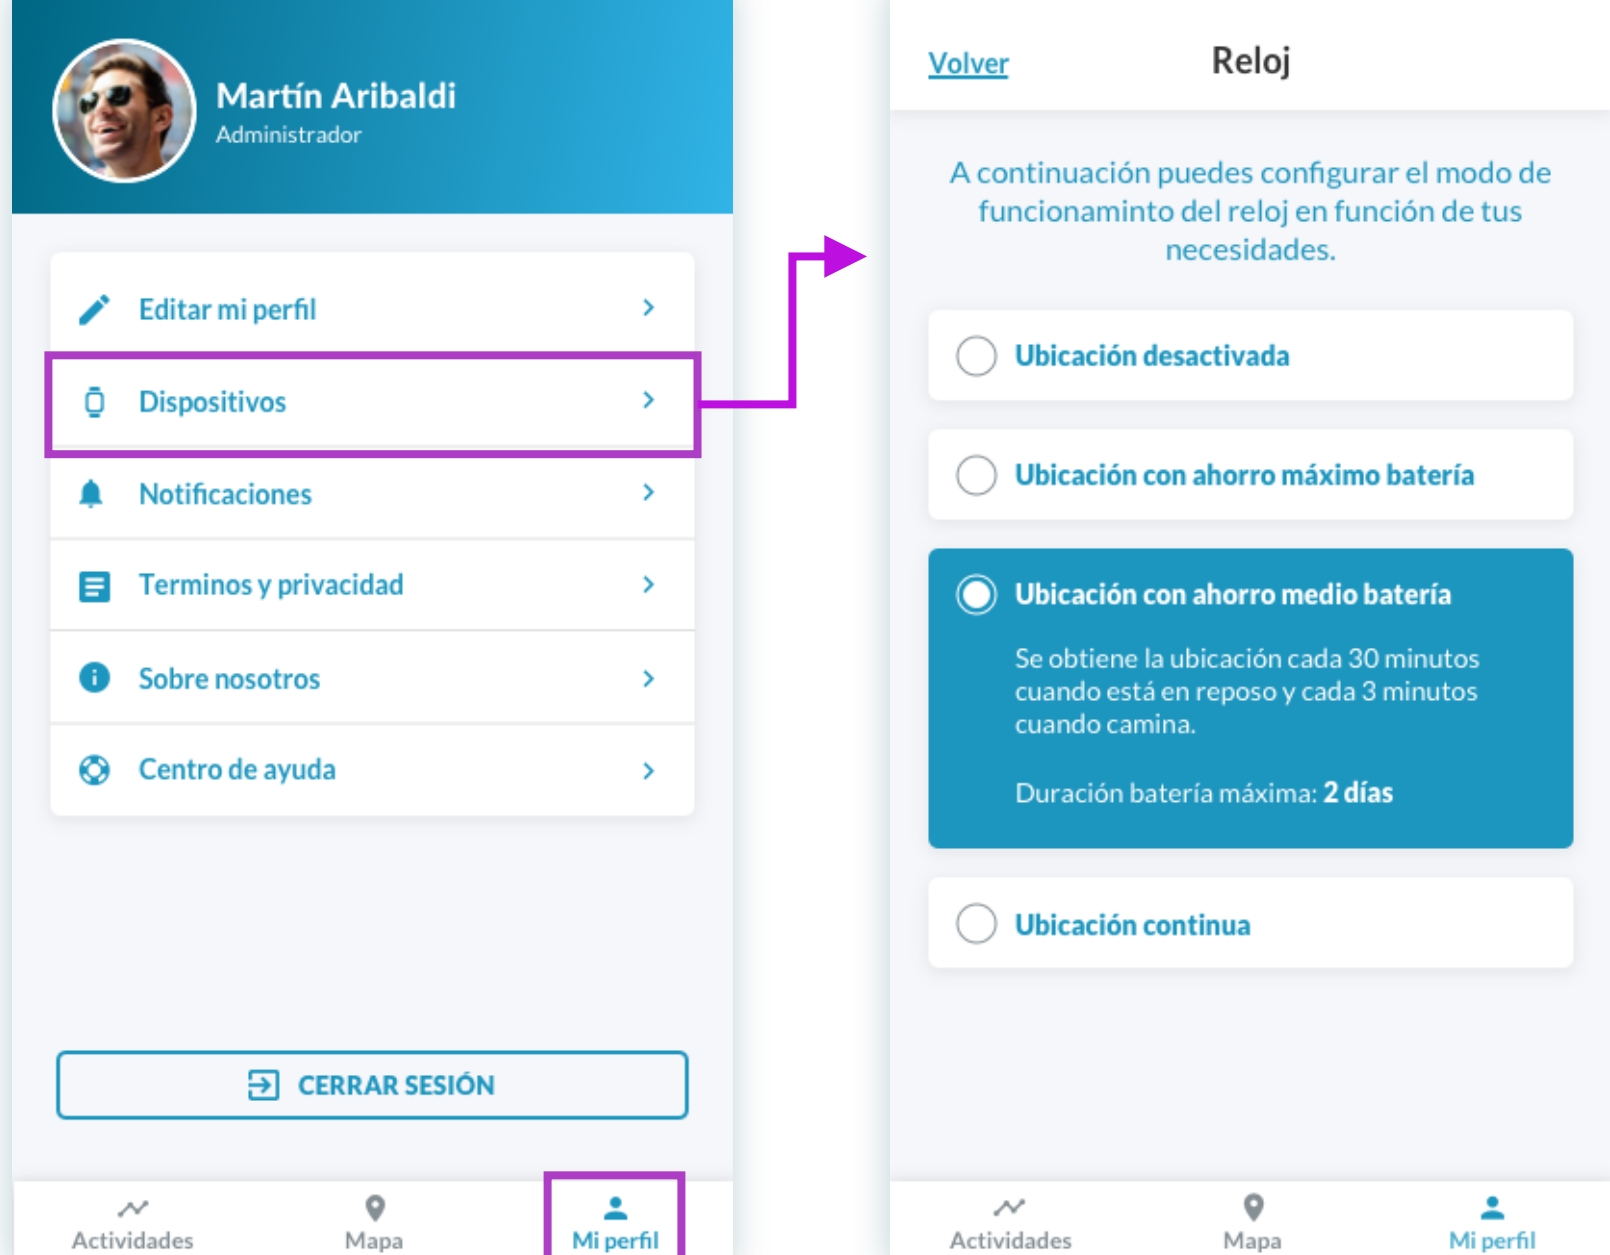 Martín Aribaldi
Administrador
Editar mi perfil
Dispositivos
Notificaciones
Terminos y privacidad
Sobre nosotros
Centro de ayuda
CERRAR SESIÓN
Actividades
Mapa
Mi perfil
Volver
Reloj
A continuación puedes configurar el modo de
funcionaminto del reloj en función de tus
necesidades.
Ubicación desactivada
Ubicación con ahorro máximo batería
Ubicación con ahorro medio batería
Se obtiene la ubicación cada 30 minutos
cuando está en reposo y cada 3 minutos
cuando camina.
Duración batería máxima: 2 días
Ubicación continua
Actividades
Mapa
Mi perfil